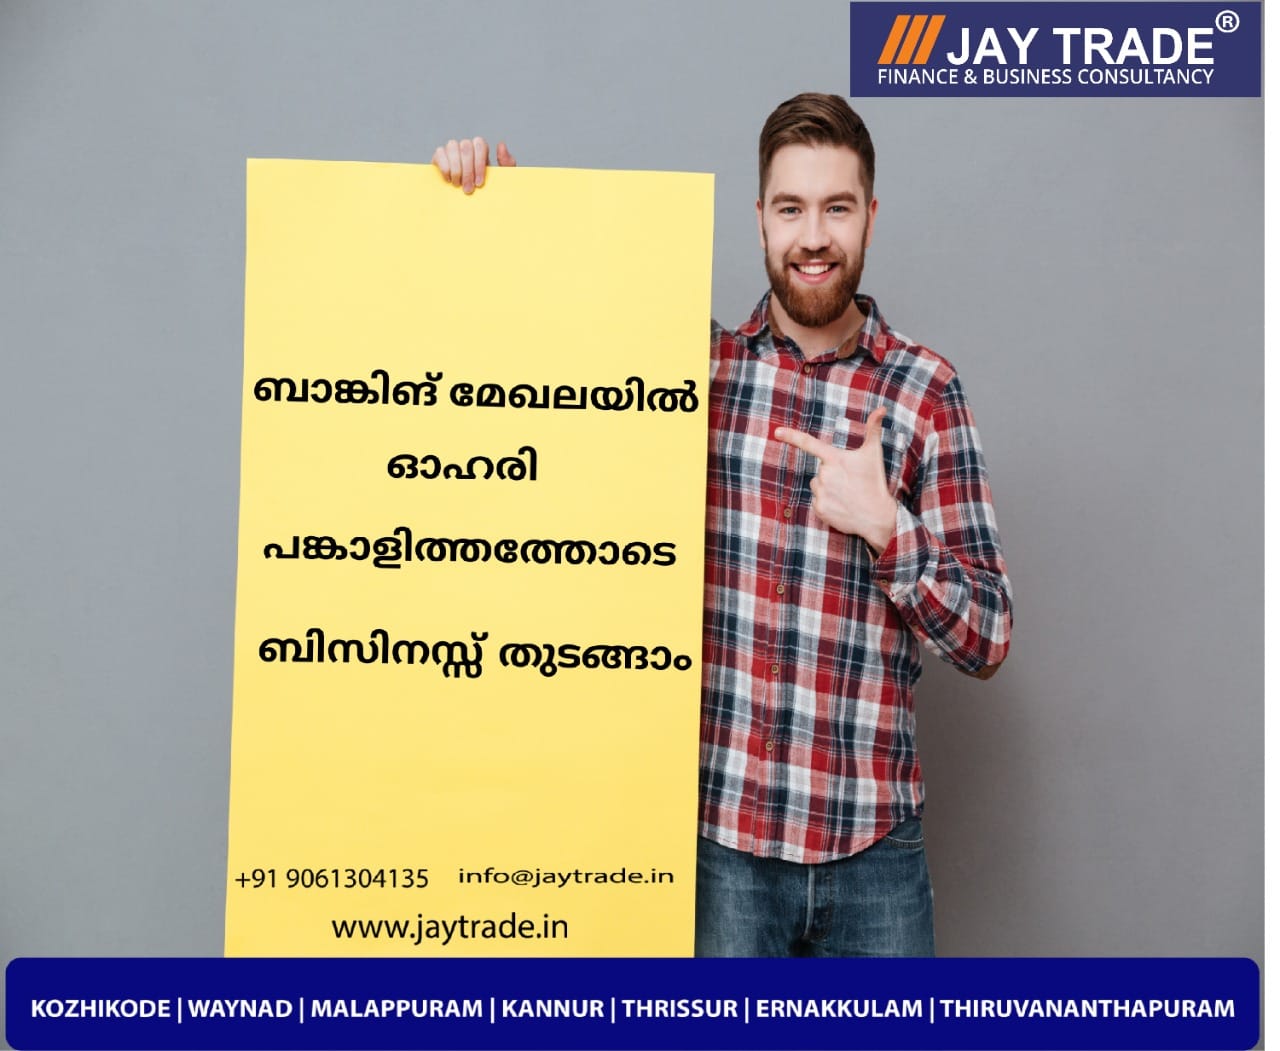 JAY TRADE®
FINANCE & BUSINESS CONSULTANCY
ബാങ്കിങ് മേഖലയിൽ
ഓഹരി
പങ്കാളിത്തത്തോടെ
ബിസിനസ്സ് തുടങ്ങാം
+91 9061304135 info@jaytrade.in
www.jaytrade.in
KOZHIKODE | WAYNAD | MALAPPURAM | KANNUR | THRISSUR | ERNAKKULAM | THIRUVANANTHAPURAM